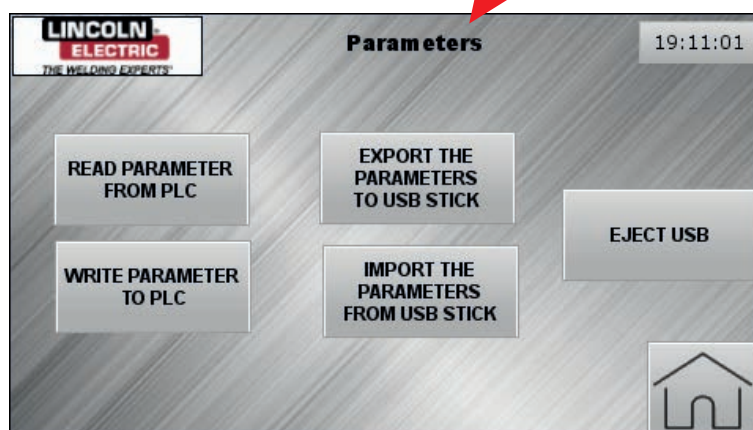 LINCOLN
ELECTRIC
THE WELDING EXPERTS®
Parameters
19:11:01
READ PARAMETER
FROM PLC
EXPORT THE
PARAMETERS
TO USB STICK
EJECT USB
WRITE PARAMETER
TO PLC
IMPORT THE
PARAMETERS
FROM USB STICK